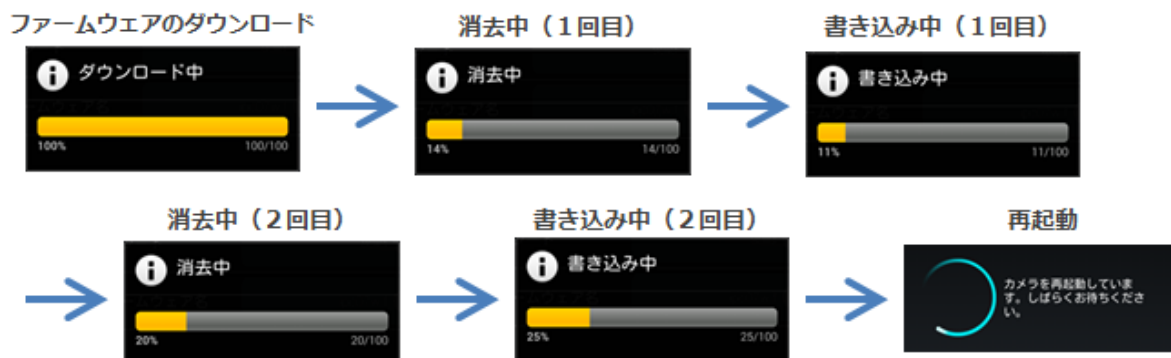 ファームウェアのダウンロード
ダウンロード中
100%
100/100
消去中（１回目）
消去中
14%
14/100
書き込み中（１回目）
書き込み中
11%
11/100
消去中（２回目）
消去中
20%
20/100
書き込み中（２回目）
書き込み中
25%
25/100
再起動
カメラを再起動していま
す。しばらくお待ちくださ
い。